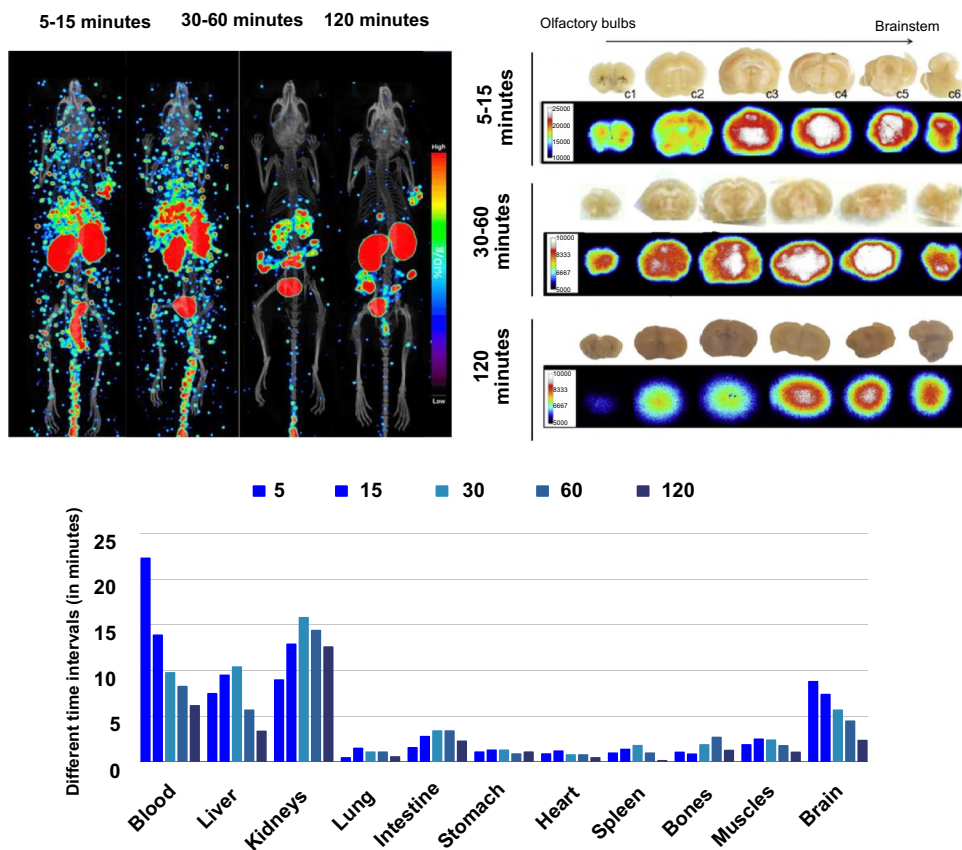 5-15 minutes
30-60 minutes
120 minutes
High
%ID/g
Low
Olfactory bulbs
Brainstem
5-15
minutes
c1
c2
c3
c4
c5
c6
25000
20000
15000
10000
30-60
minutes
10000
8333
6667
5000
120
minutes
10000
8333
6667
5000
5
15
30
60
120
Different time intervals (in minutes)
25
20
15
10
5
0
Blood
Liver
Kidneys
Lung
Intestine
Stomach
Heart
Spleen
Bones
Muscles
Brain